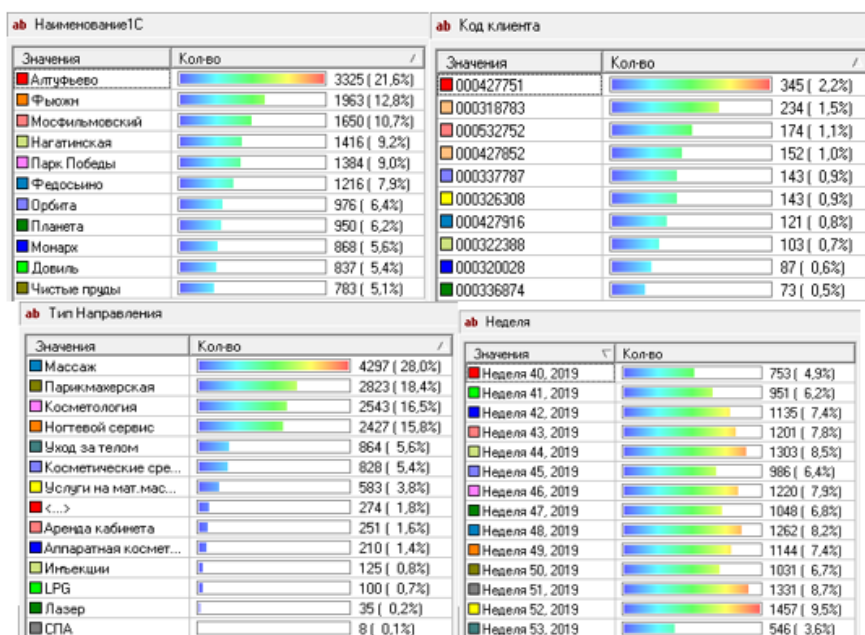 ab Наименование1С
Значения Кол-во /
Алтуфьево 3325 ( 21,6%)
Фьюжн 1963 ( 12,8%)
Мосфильмовский 1650 ( 10,7%)
Нагатинская 1416 ( 9,2%)
Парк Победы 1384 ( 9,0%)
Федосьино 1216 ( 7,9%)
Орбита 976 ( 6,4%)
Планета 950 ( 6,2%)
Монарх 868 ( 5,6%)
Довиль 837 ( 5,4%)
Чистые пруды 783 ( 5,1%)
ab Код клиента
Значения Кол-во /
000427751 345 ( 2,2%)
000318783 234 ( 1,5%)
000532752 174 ( 1,1%)
000427852 152 ( 1,0%)
000337787 143 ( 0,9%)
000326308 143 ( 0,9%)
000427916 121 ( 0,8%)
000322388 103 ( 0,7%)
000320028 87 ( 0,6%)
000336874 73 ( 0,5%)
ab Тип Направления
Значения Кол-во /
Массаж 4297 ( 28,0%)
Парикмахерская 2823 ( 18,4%)
Косметология 2543 ( 16,5%)
Ногтевой сервис 2427 ( 15,8%)
Уход за телом 864 ( 5,6%)
Косметические сре... 828 ( 5,4%)
Услуги на мат.мас... 583 ( 3,8%)
<...> 274 ( 1,8%)
Аренда кабинета 251 ( 1,6%)
Аппаратная космет... 210 ( 1,4%)
Инъекции 125 ( 0,8%)
LPG 100 ( 0,7%)
Лазер 35 ( 0,2%)
СПА 8 ( 0,1%)
ab Неделя
Значения Кол-во
Неделя 40, 2019 753 ( 4,9%)
Неделя 41, 2019 951 ( 6,2%)
Неделя 42, 2019 1135 ( 7,4%)
Неделя 43, 2019 1201 ( 7,8%)
Неделя 44, 2019 1303 ( 8,5%)
Неделя 45, 2019 986 ( 6,4%)
Неделя 46, 2019 1220 ( 7,9%)
Неделя 47, 2019 1048 ( 6,8%)
Неделя 48, 2019 1262 ( 8,2%)
Неделя 49, 2019 1144 ( 7,4%)
Неделя 50, 2019 1031 ( 6,7%)
Неделя 51, 2019 1331 ( 8,7%)
Неделя 52, 2019 1457 ( 9,5%)
Неделя 53, 2019 546 ( 3,6%)